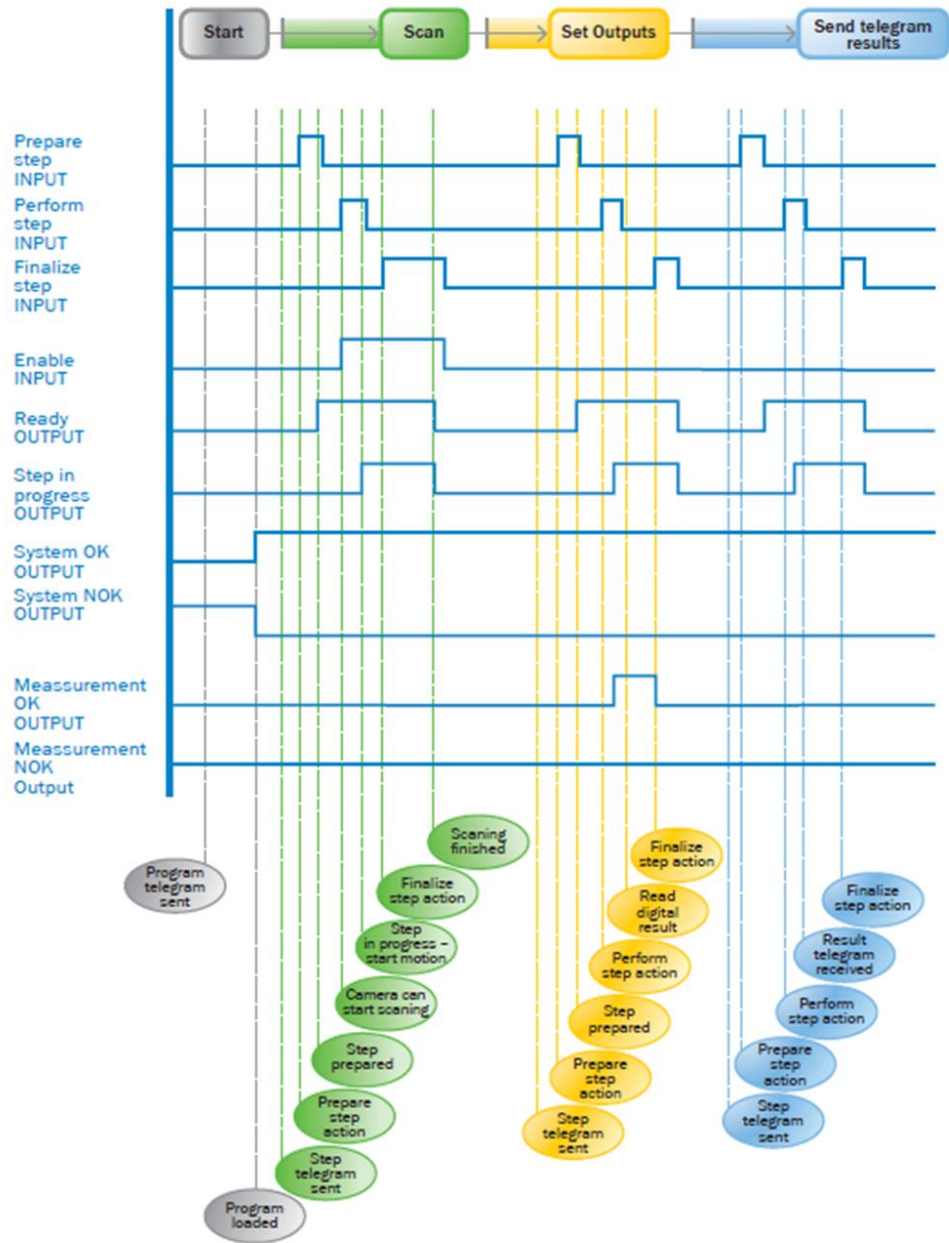 Start
Scan
Set Outputs
Send telegram
results
Prepare
step
INPUT
Perform
step
INPUT
Finalize
step
INPUT
Enable
INPUT
Ready
OUTPUT
Step in
progress
OUTPUT
System OK
OUTPUT
System NOK
OUTPUT
Meassurement
OK
OUTPUT
Measurement
NOK
Output
Program
telegram
sent
Scaning
finished
Finalize
step action
Step
in progress –
start motion
Camera can
start scaning
Step
prepared
Prepare
step
action
Step
telegram
sent
Program
loaded
Finalize
step action
Read
digital
result
Perform
step action
Step
prepared
Prepare
step
action
Step
telegram
sent
Finalize
step action
Result
telegram
received
Perform
step action
Prepare
step
action
Step
telegram
sent